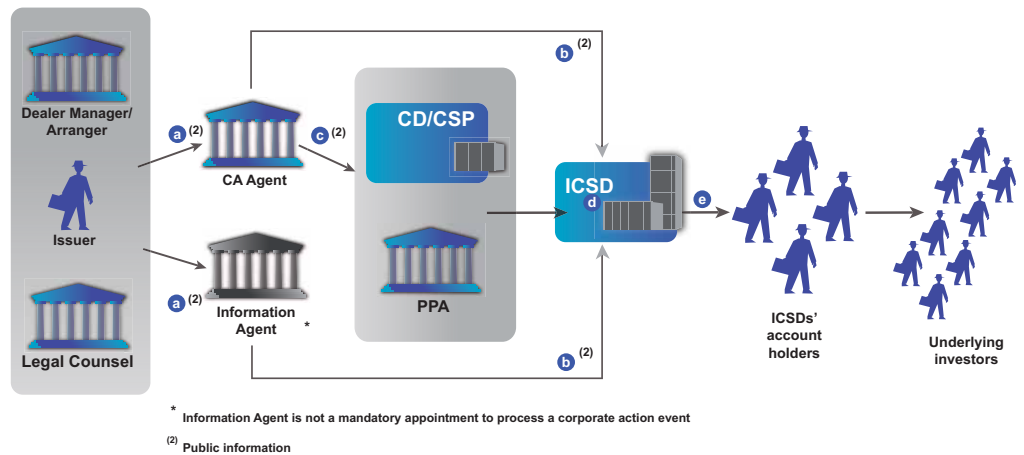 Dealer Manager/
Arranger
Issuer
Legal Counsel
a (2)
CA Agent
c (2)
a (2)
Information
Agent *
CD/CSP
PPA
b (2)
ICSD
d
b (2)
e
ICSDs'
account
holders
Underlying
investors
* Information Agent is not a mandatory appointment to process a corporate action event
(2) Public information